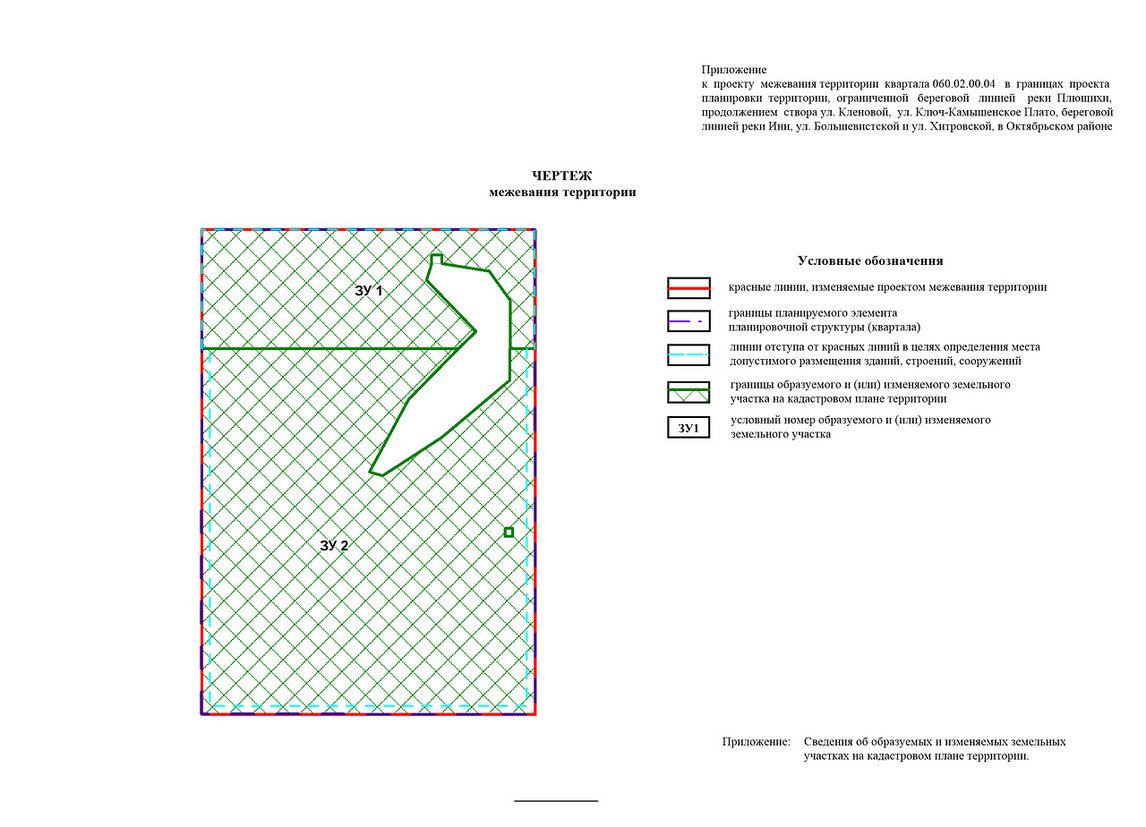 Приложение
к проекту межевания территории квартала 060.02.00.04 в границах проекта
планировки территории, ограниченной береговой линией реки Плющихи,
продолжением створа ул. Кленовой, ул. Ключ-Камышенское Плато, береговой
линией реки Ини, ул. Большевистской и ул. Хитровской, в Октябрьском районе
ЧЕРТЕЖ
межевания территории
Условные обозначения
красные линии, изменяемые проектом межевания территории
границы планируемого элемента
планировочной структуры (квартала)
линии отступа от красных линий в целях определения места
допустимого размещения зданий, строений, сооружений
границы образуемого и (или) изменяемого земельного
участка на кадастровом плане территории
ЗУ1
условный номер образуемого и (или) изменяемого
земельного участка
ЗУ 1
ЗУ 2
Приложение: Сведения об образуемых и изменяемых земельных
участках на кадастровом плане территории.